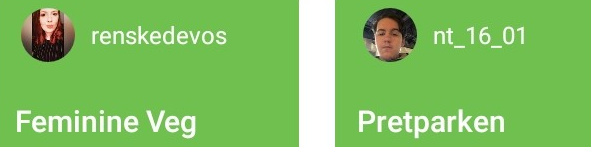 renskedevos
Feminine Veg
nt_16_01
Pretparken